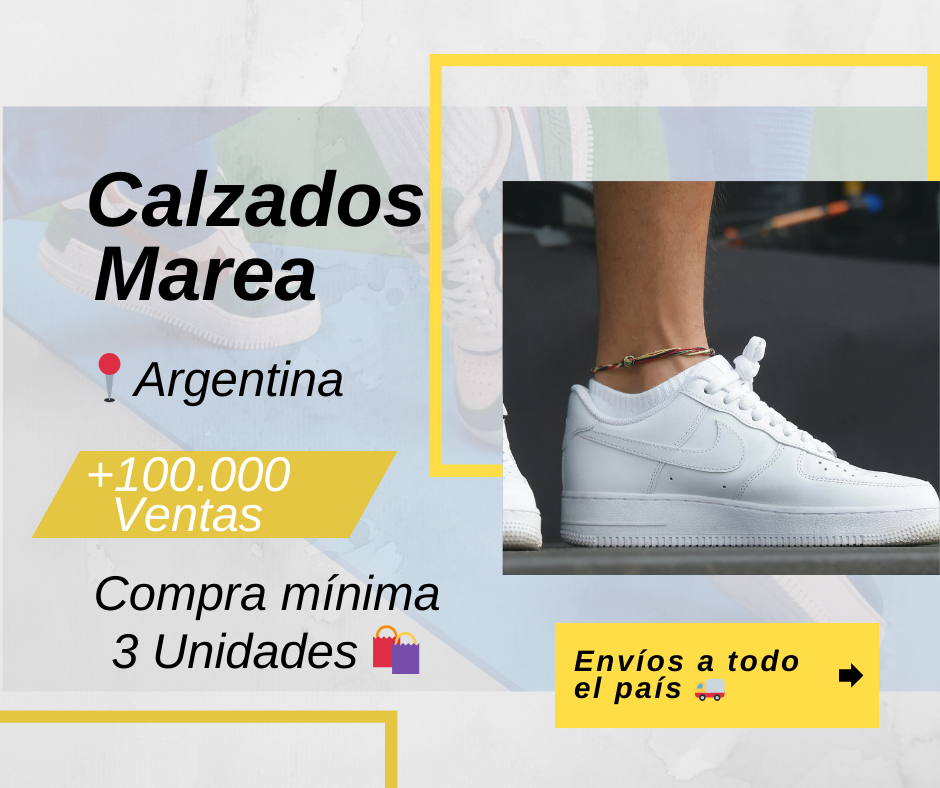 Calzados
Marea
📍Argentina
+100.000
Ventas
Compra mínima
3 Unidades 🛍️
Envíos a todo
el país 🚚